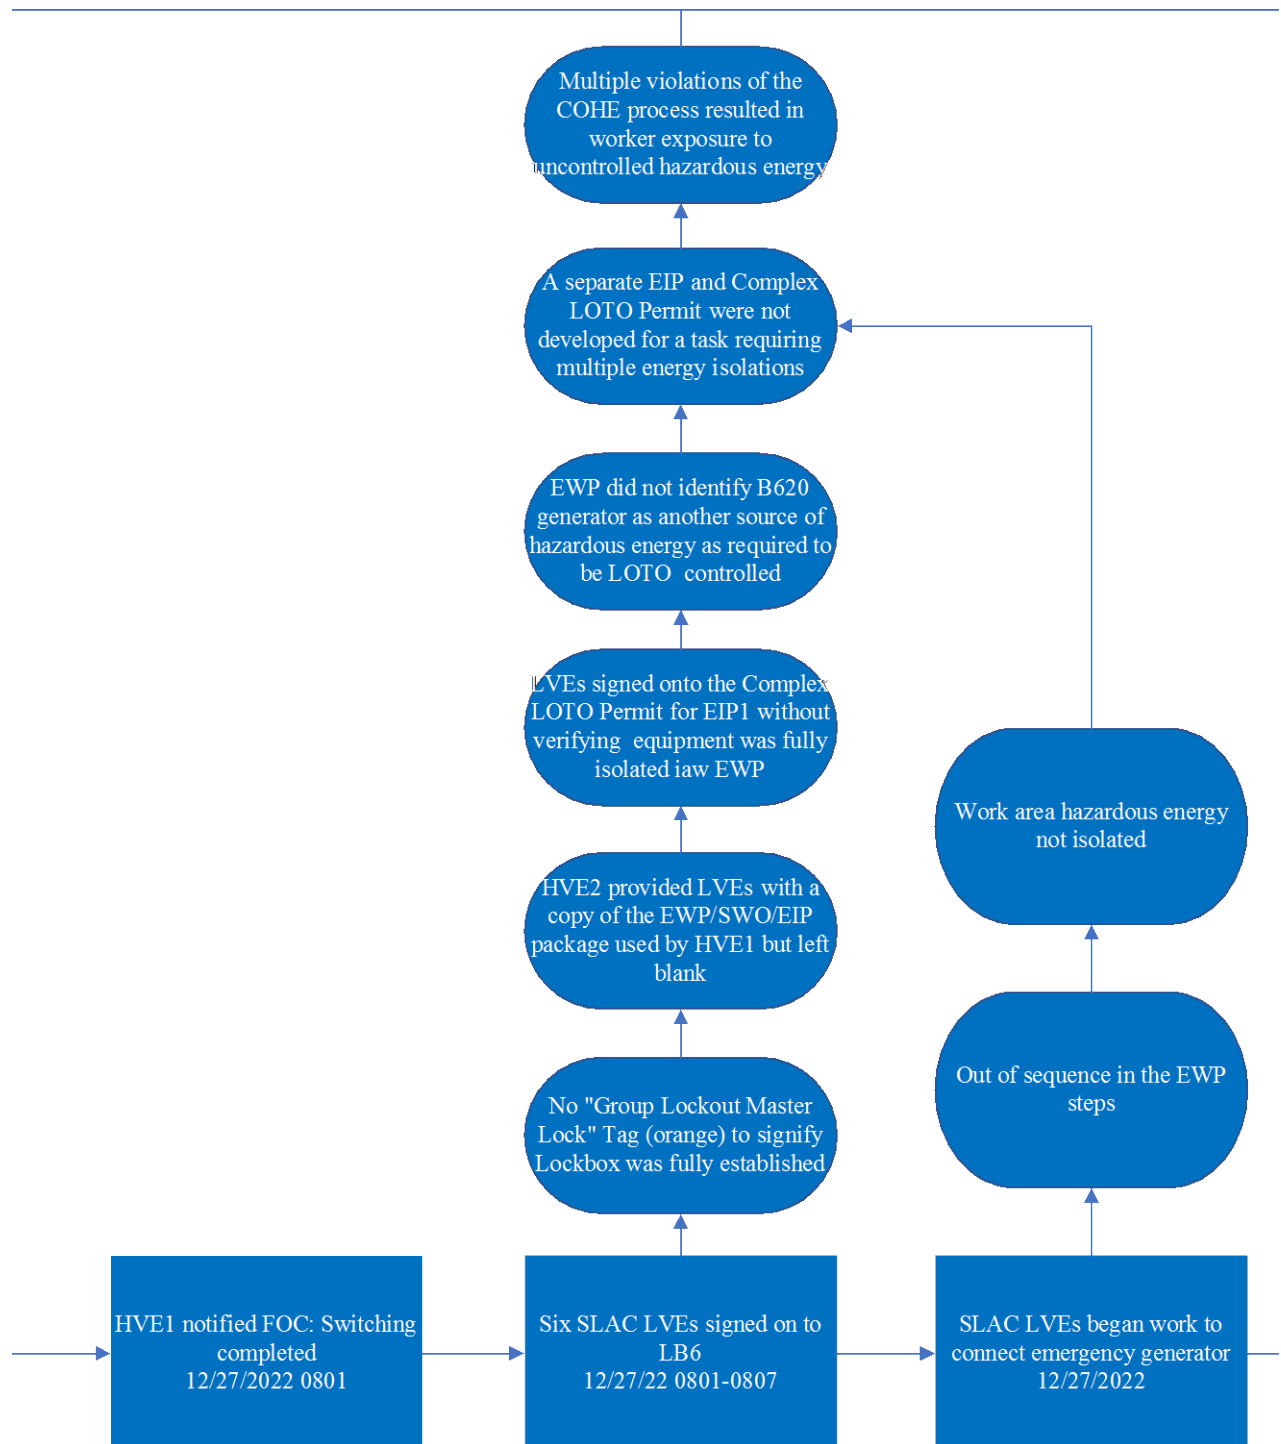 Multiple violations of the
COHE process resulted in
worker exposure to
uncontrolled hazardous energy
A separate EIP and Complex
LOTO Permit were not
developed for a task requiring
multiple energy isolations
EWP did not identify B620
generator as another source of
hazardous energy as required to
be LOTO  controlled
LVEs signed onto the Complex
LOTO Permit for EIP1 without
verifying  equipment was fully
isolated iaw EWP
Work area hazardous energy
not isolated
HVE2 provided LVEs with a
copy of the EWP/SWO/EIP
package used by HVE1 but left
blank
Out of sequence in the EWP
steps
No "Group Lockout Master
Lock" Tag (orange) to signify
Lockbox was fully established
HVE1 notified FOC: Switching
completed
12/27/2022 0801
Six SLAC LVEs signed on to
LB6
12/27/22 0801-0807
SLAC LVEs began work to
connect emergency generator
12/27/2022